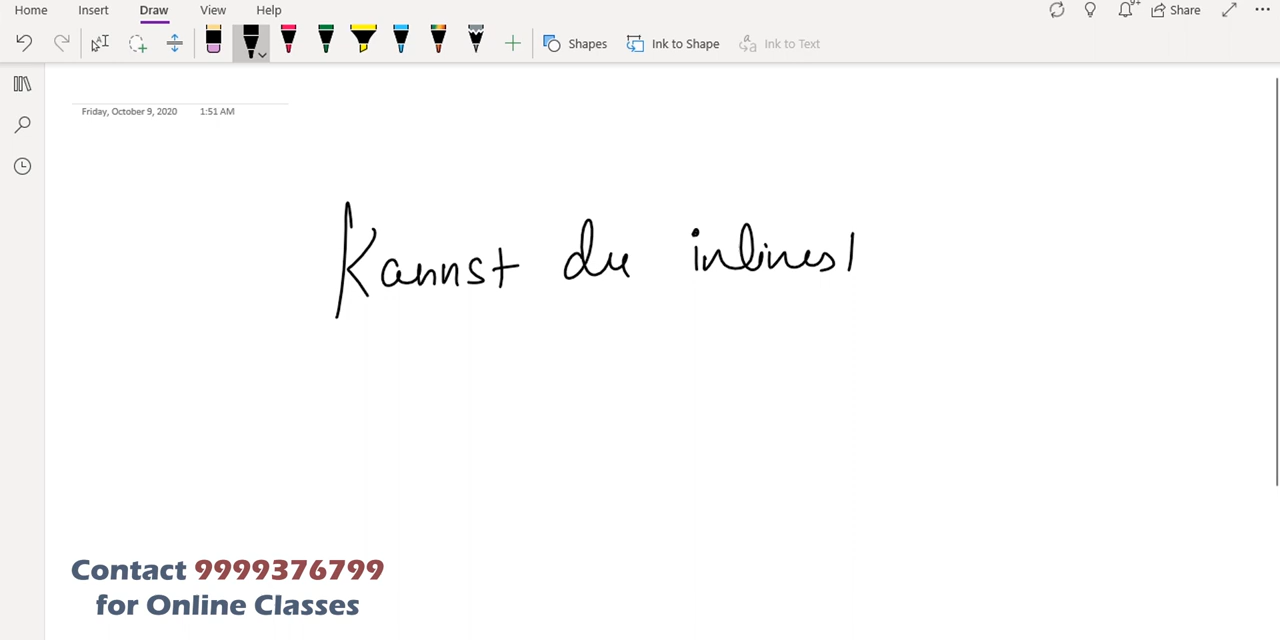 Home Insert Draw View Help
Share
Shapes Ink to Shape Ink to Text
Friday, October 9, 2020 1:51 AM
Kannst du
Contact 9999376799
for Online Classes